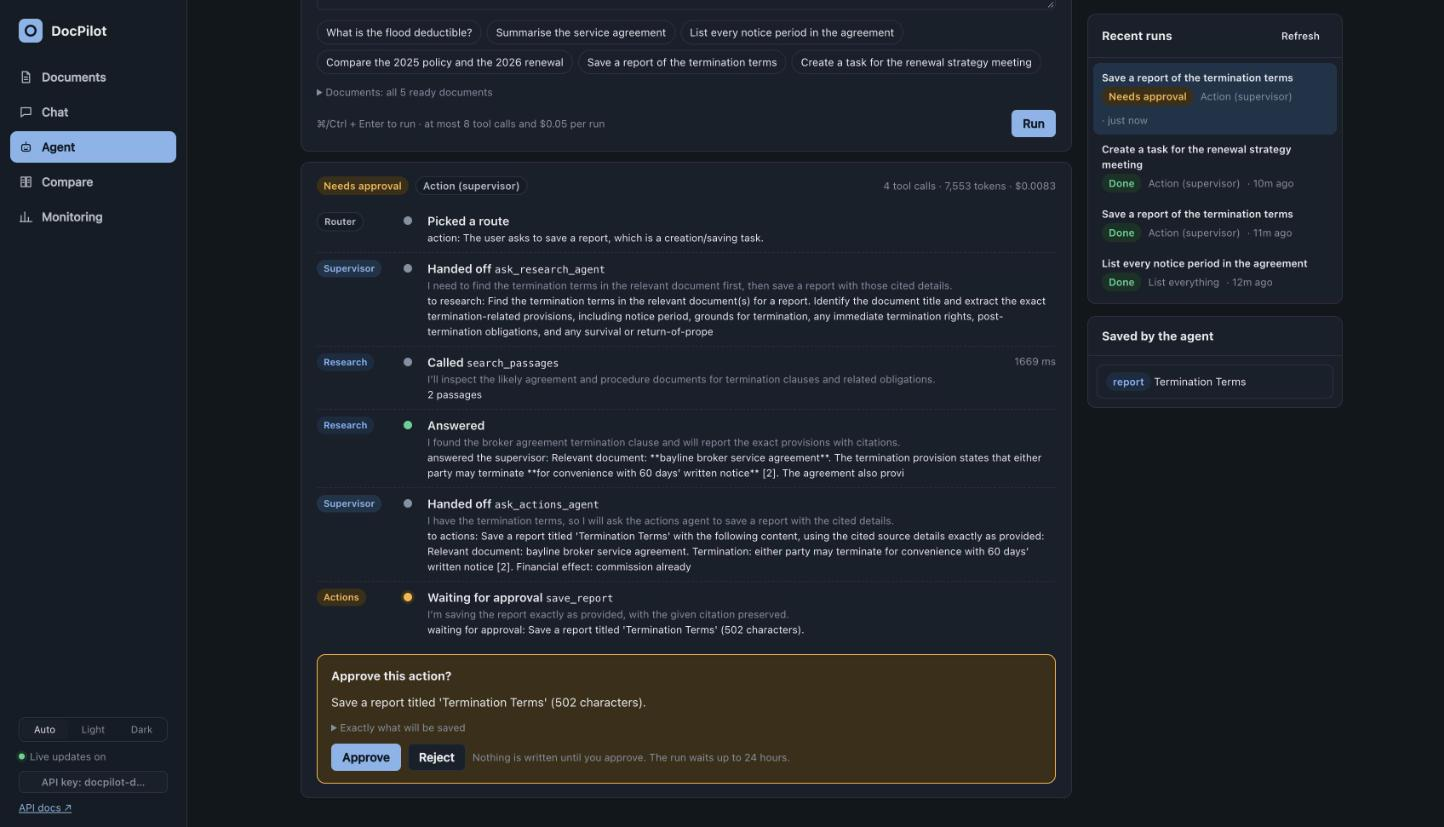 DocPilot
Documents
Chat
Agent
Compare
Monitoring
Auto Light Dark
Live updates on
API key: docpilot-d...
API docs ↗
What is the flood deductible? Summarise the service agreement List every notice period in the agreement
Compare the 2025 policy and the 2026 renewal Save a report of the termination terms Create a task for the renewal strategy meeting
▶ Documents: all 5 ready documents
⌘/Ctrl + Enter to run · at most 8 tool calls and $0.05 per run Run
Needs approval Action (supervisor) 4 tool calls · 7,553 tokens · $0.0083
Router Picked a route
action: The user asks to save a report, which is a creation/saving task.
Supervisor Handed off ask_research_agent
I need to find the termination terms in the relevant document first, then save a report with those cited details.
to research: Find the termination terms in the relevant document(s) for a report. Identify the document title and extract the exact
termination-related provisions, including notice period, grounds for termination, any immediate termination rights, post-
termination obligations, and any survival or return-of-prope
Research Called search_passages 1669 ms
I'll inspect the likely agreement and procedure documents for termination clauses and related obligations.
2 passages
Research Answered
I found the broker agreement termination clause and will report the exact provisions with citations.
answered the supervisor: Relevant document: **bayline broker service agreement**. The termination provision states that either
party may terminate **for convenience with 60 days' written notice** [2]. The agreement also provi
Supervisor Handed off ask_actions_agent
I have the termination terms, so I will ask the actions agent to save a report with the cited details.
to actions: Save a report titled 'Termination Terms' with the following content, using the cited source details exactly as provided:
Relevant document: bayline broker service agreement. Termination: either party may terminate for convenience with 60 days'
written notice [2]. Financial effect: commission already
Actions Waiting for approval save_report
I'm saving the report exactly as provided, with the given citation preserved.
waiting for approval: Save a report titled 'Termination Terms' (502 characters).
Approve this action?
Save a report titled 'Termination Terms' (502 characters).
▶ Exactly what will be saved
Approve Reject Nothing is written until you approve. The run waits up to 24 hours.
Recent runs Refresh
Save a report of the termination terms
Needs approval Action (supervisor)
· just now
Create a task for the renewal strategy
meeting
Done Action (supervisor) · 10m ago
Save a report of the termination terms
Done Action (supervisor) · 11m ago
List every notice period in the agreement
Done List everything · 12m ago
Saved by the agent
report Termination Terms